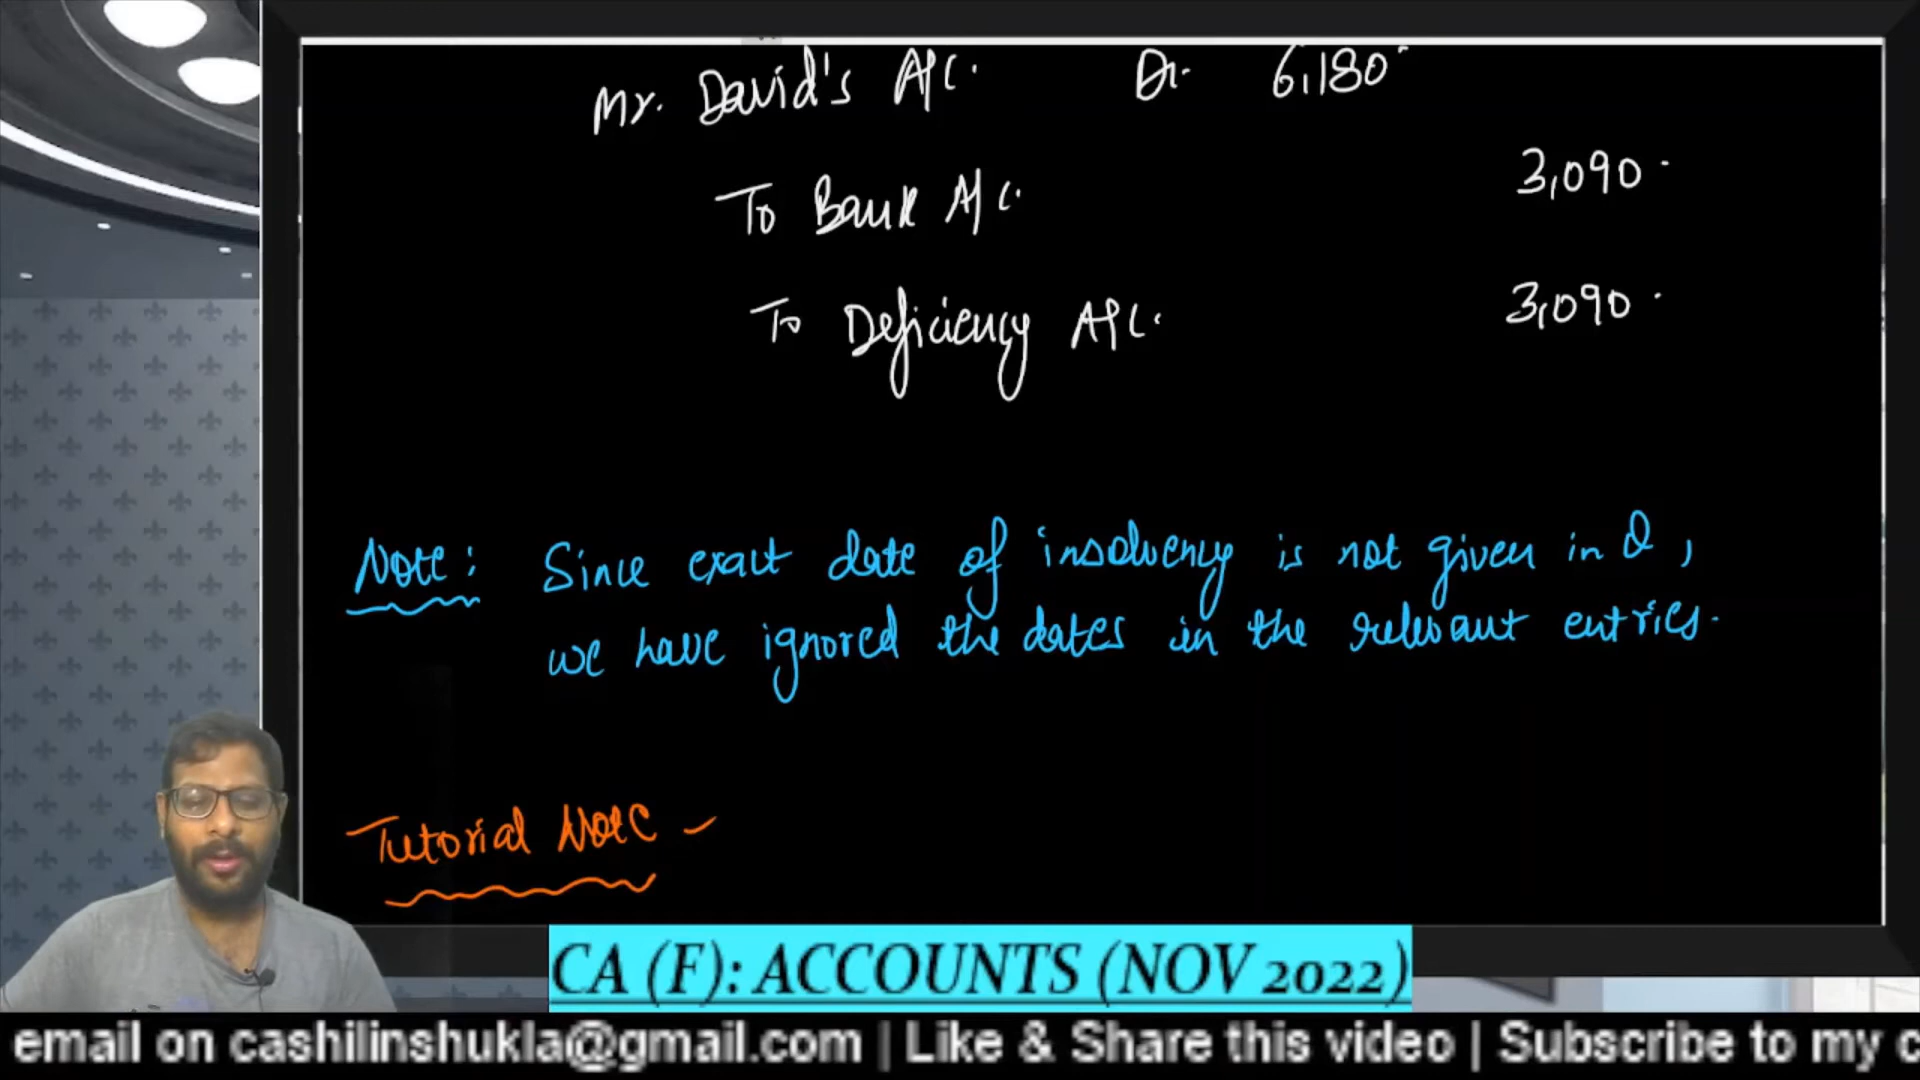 Mr. David's A/C. Dr. 6,180
To Bank A/C. 3,090
To Deficiency A/C. 3,090
Note: Since exact date of insolvency is not given in Q,
we have ignored the dates in the relevant entries.
Tutorial Note -
CA (F): ACCOUNTS (NOV 2022)
email on cashilinshukla@gmail.com | Like & Share this video | Subscribe to my c